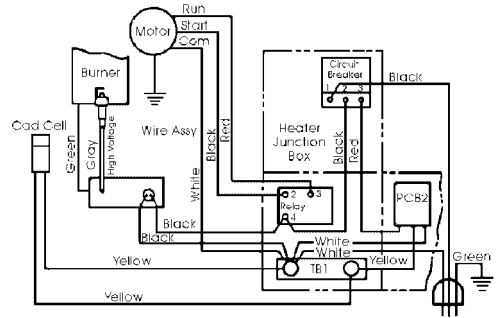 Run
Start
Com
Motor
Burner
Circuit
Breaker
1 2 3
Black
Cad Cell
Green
Gray
High Voltage
Wire Assy
Black
Red
Heater
Junction
Box
Black
Red
White
2 3
Relay
4
PCB2
Black
Black
White
White
Green
Yellow
TB1
Yellow
Yellow